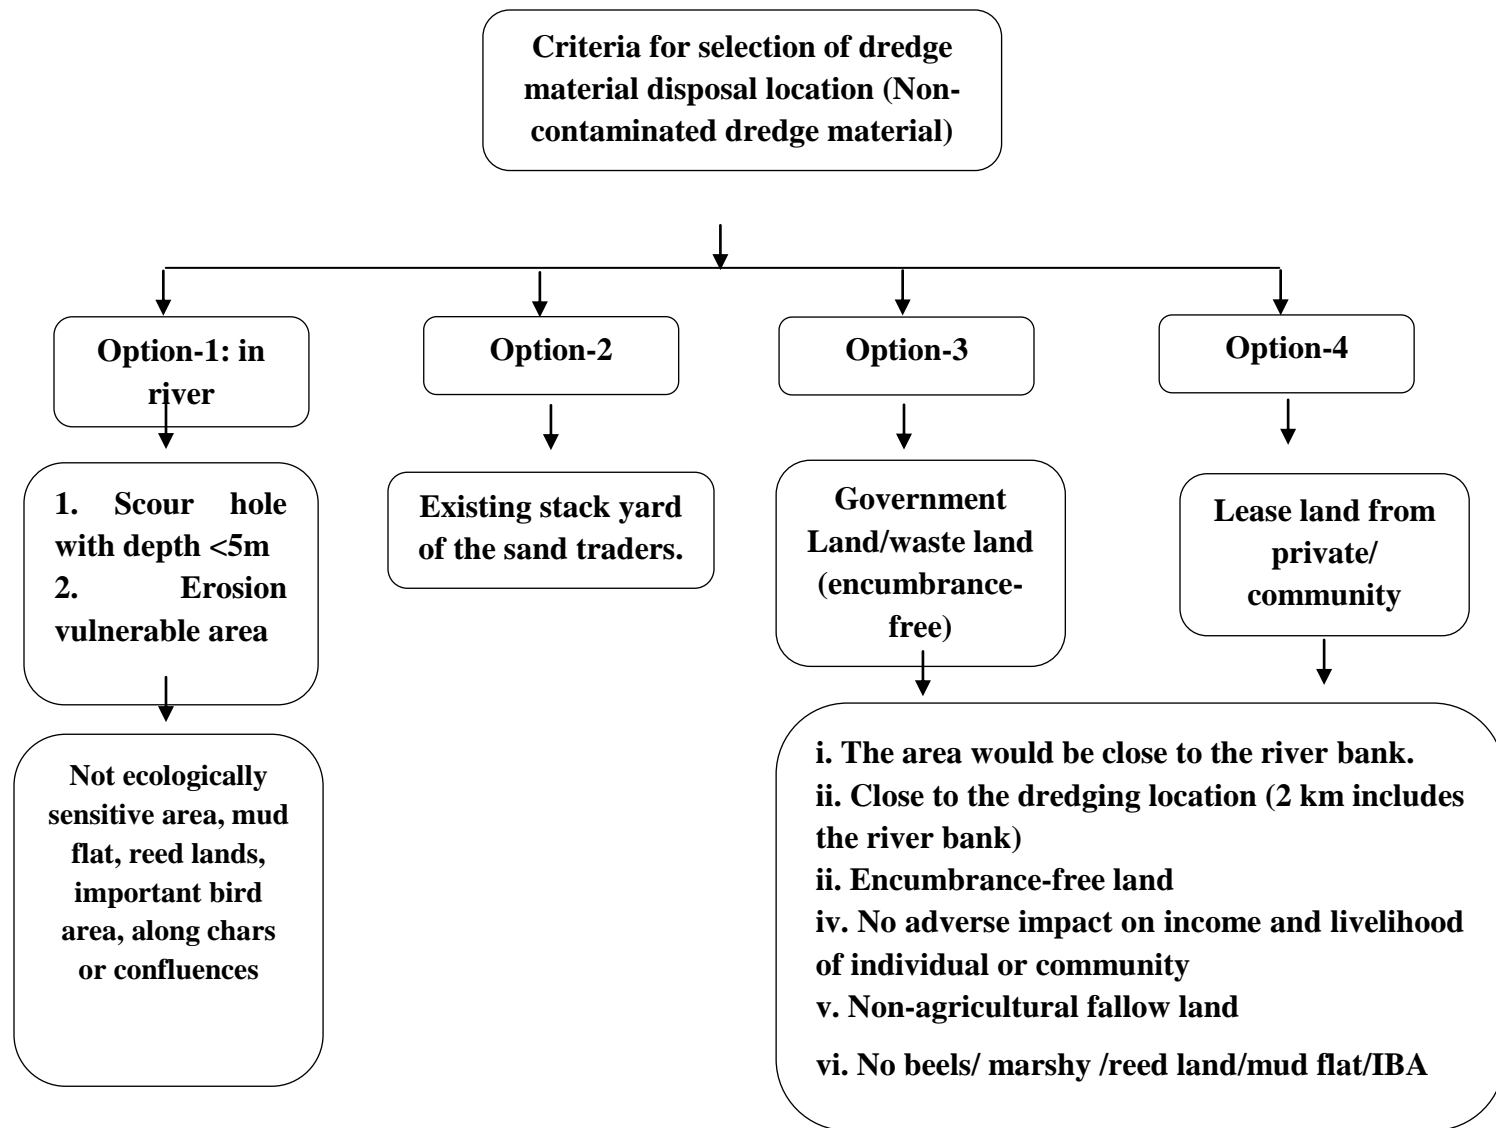 Criteria for selection of dredge
material disposal location (Non-
contaminated dredge material)
Option-1: in
river
Option-2
Option-3
Option-4
1. Scour hole
with depth <5m
2. Erosion
vulnerable area
Existing stack yard
of the sand traders.
Government
Land/waste land
(encumbrance-
free)
Lease land from
private/
community
Not ecologically
sensitive area, mud
flat, reed lands,
important bird
area, along chars
or confluences
i. The area would be close to the river bank.
ii. Close to the dredging location (2 km includes
the river bank)
ii. Encumbrance-free land
iv. No adverse impact on income and livelihood
of individual or community
v. Non-agricultural fallow land
vi. No beels/ marshy /reed land/mud flat/IBA